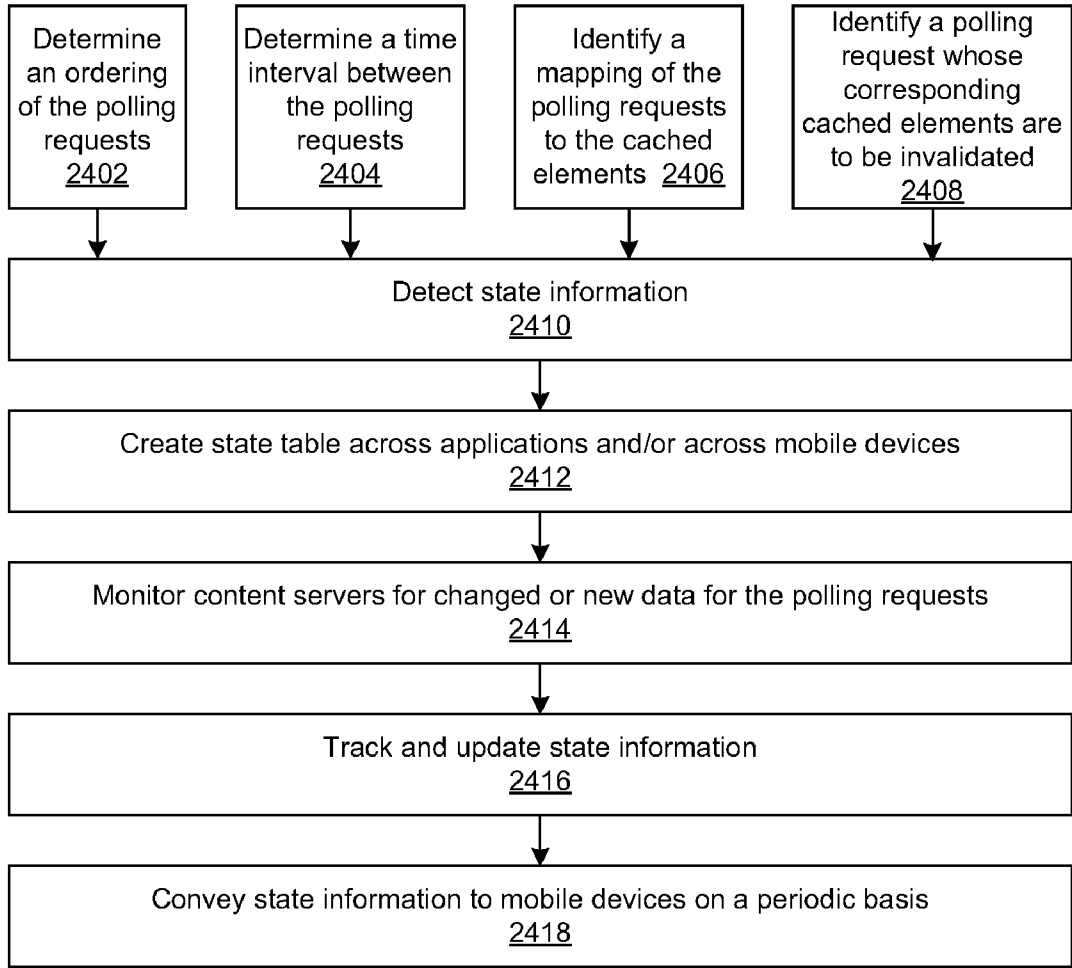 Determine
an ordering
of the polling
requests
2402
Determine a time
interval between
the polling
requests
2404
Identify a
mapping of the
polling requests
to the cached
elements 2406
Identify a polling
request whose
corresponding
cached elements are
to be invalidated
2408
Detect state information
2410
Create state table across applications and/or across mobile devices
2412
Monitor content servers for changed or new data for the polling requests
2414
Track and update state information
2416
Convey state information to mobile devices on a periodic basis
2418